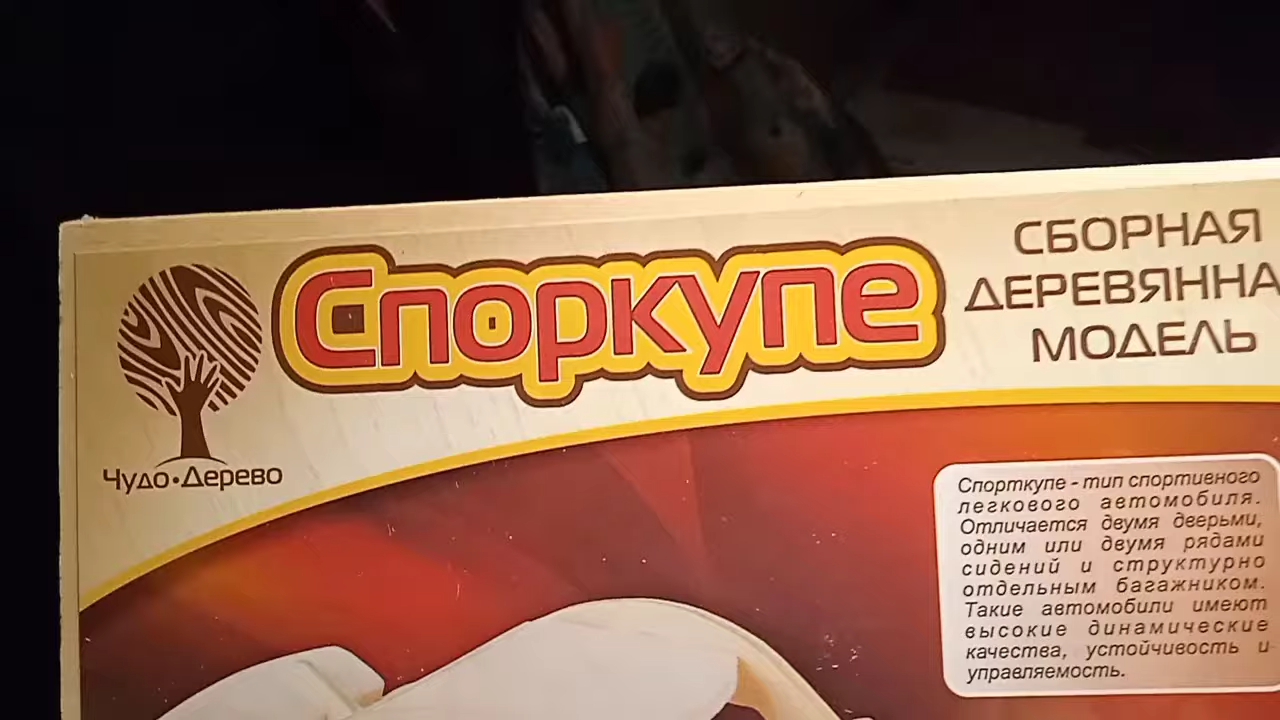 Споркупе
СБОРНАЯ
ДЕРЕВЯННА
МОДЕЛЬ
Чудо•Дерево
Спорткупе - тип спортивного
легкового автомобиля.
Отличается двумя дверьми,
одним или двумя рядами
сидений и структурно
отдельным багажником.
Такие автомобили имеют
высокие динамические
качества, устойчивость и
управляемость.